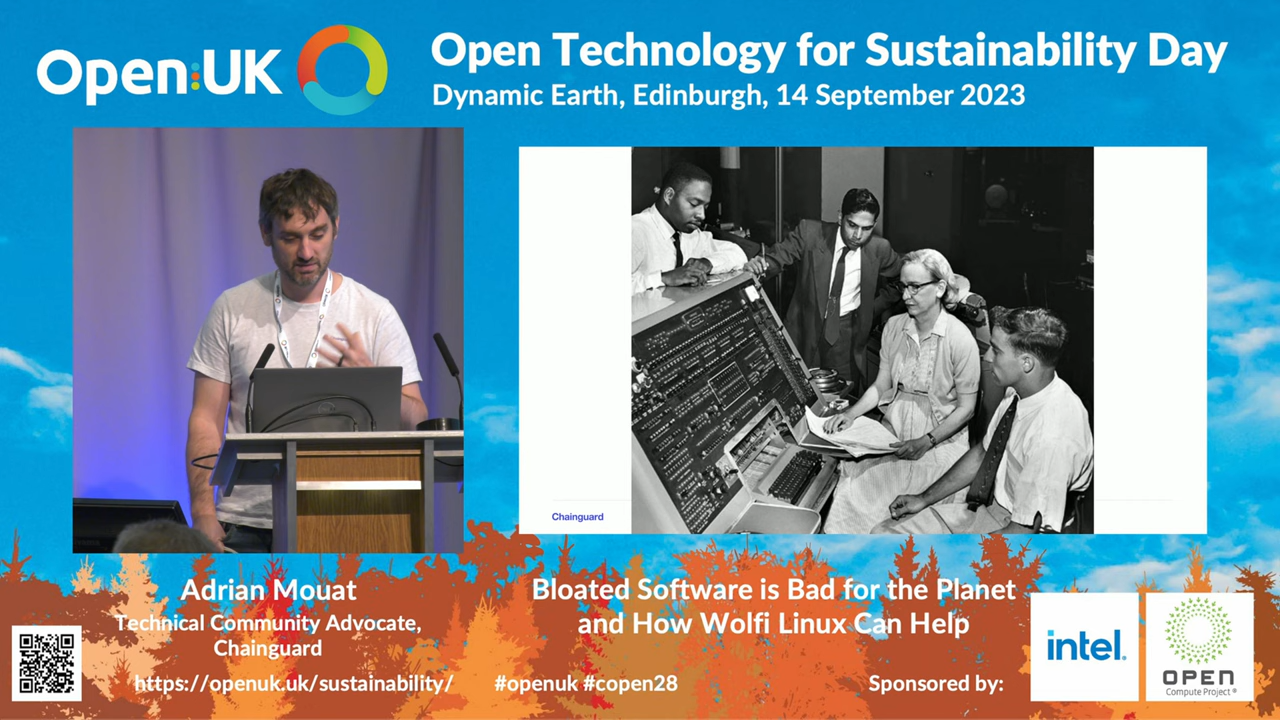 Open:UK
Open Technology for Sustainability Day
Dynamic Earth, Edinburgh, 14 September 2023
Chainguard
Adrian Mouat
Technical Community Advocate,
Chainguard
Bloated Software is Bad for the Planet
and How Wolfi Linux Can Help
https://openuk.uk/sustainability/
#openuk #copen28
Sponsored by:
intel.
OPEN
Compute Project®